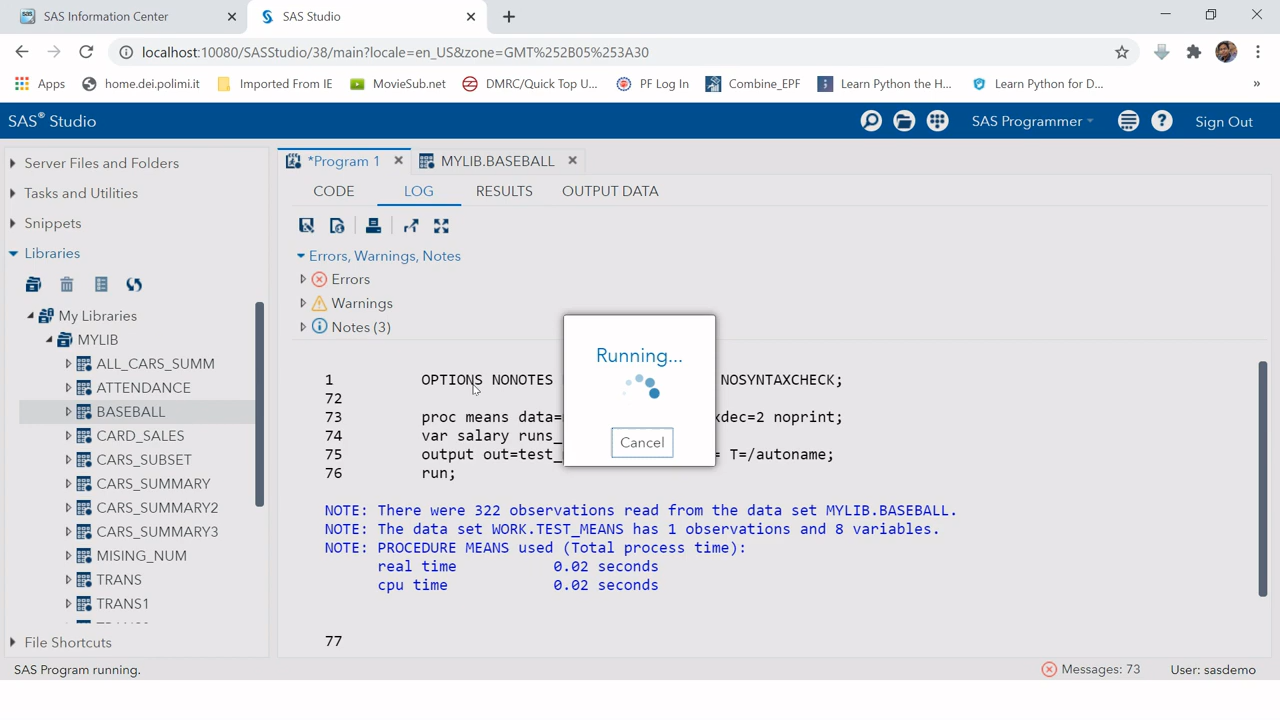 SAS Information Center
SAS Studio
localhost:10080/SASStudio/38/main?locale=en_US&zone=GMT%252B05%253A30
Apps
home.dei.polimi.it
Imported From IE
MovieSub.net
DMRC/Quick Top U...
PF Log In
Combine_EPF
Learn Python the H...
Learn Python for D...
»
SAS® Studio
SAS Programmer
Sign Out
Server Files and Folders
Tasks and Utilities
Snippets
Libraries
My Libraries
MYLIB
ALL_CARS_SUMM
ATTENDANCE
BASEBALL
CARD_SALES
CARS_SUBSET
CARS_SUMMARY
CARS_SUMMARY2
CARS_SUMMARY3
MISING_NUM
TRANS
TRANS1
File Shortcuts
*Program 1
MYLIB.BASEBALL
CODE
LOG
RESULTS
OUTPUT DATA
Errors, Warnings, Notes
Errors
Warnings
Notes (3)
Running...
Cancel
1 OPTIONS NONOTES NOSYNTAXCHECK;
72
73 proc means data= xdec=2 noprint;
74 var salary runs_
75 output out=test_ = T=/autoname;
76 run;
NOTE: There were 322 observations read from the data set MYLIB.BASEBALL.
NOTE: The data set WORK.TEST_MEANS has 1 observations and 8 variables.
NOTE: PROCEDURE MEANS used (Total process time):
real time 0.02 seconds
cpu time 0.02 seconds
77
SAS Program running.
Messages: 73
User: sasdemo